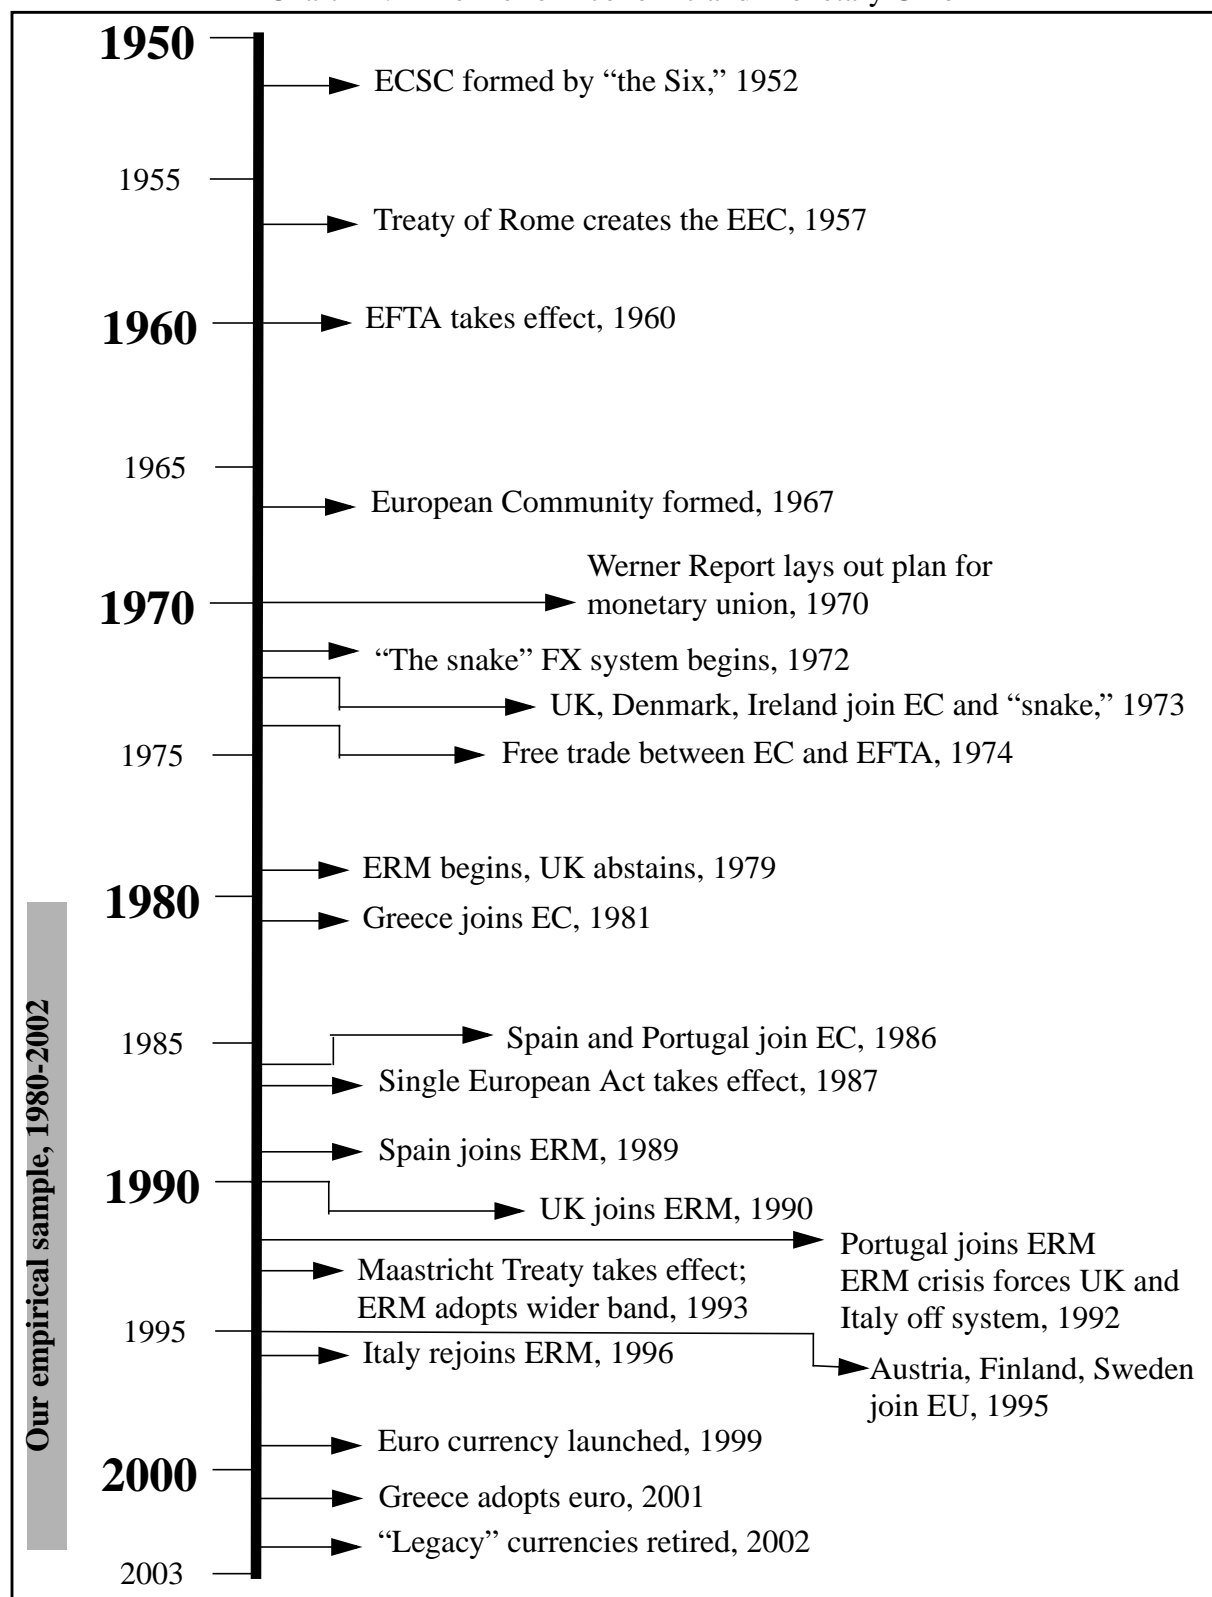 1950
ECSC formed by “the Six,” 1952
1955
Treaty of Rome creates the EEC, 1957
1960
EFTA takes effect, 1960
1965
European Community formed, 1967
Werner Report lays out plan for
monetary union, 1970
1970
“The snake” FX system begins, 1972
UK, Denmark, Ireland join EC and “snake,” 1973
1975
Free trade between EC and EFTA, 1974
ERM begins, UK abstains, 1979
1980
Greece joins EC, 1981
Our empirical sample, 1980-2002
1985
Spain and Portugal join EC, 1986
Single European Act takes effect, 1987
Spain joins ERM, 1989
1990
UK joins ERM, 1990
Portugal joins ERM
ERM crisis forces UK and
Italy off system, 1992
Maastricht Treaty takes effect;
ERM adopts wider band, 1993
1995
Italy rejoins ERM, 1996
Austria, Finland, Sweden
join EU, 1995
Euro currency launched, 1999
2000
Greece adopts euro, 2001
“Legacy” currencies retired, 2002
2003